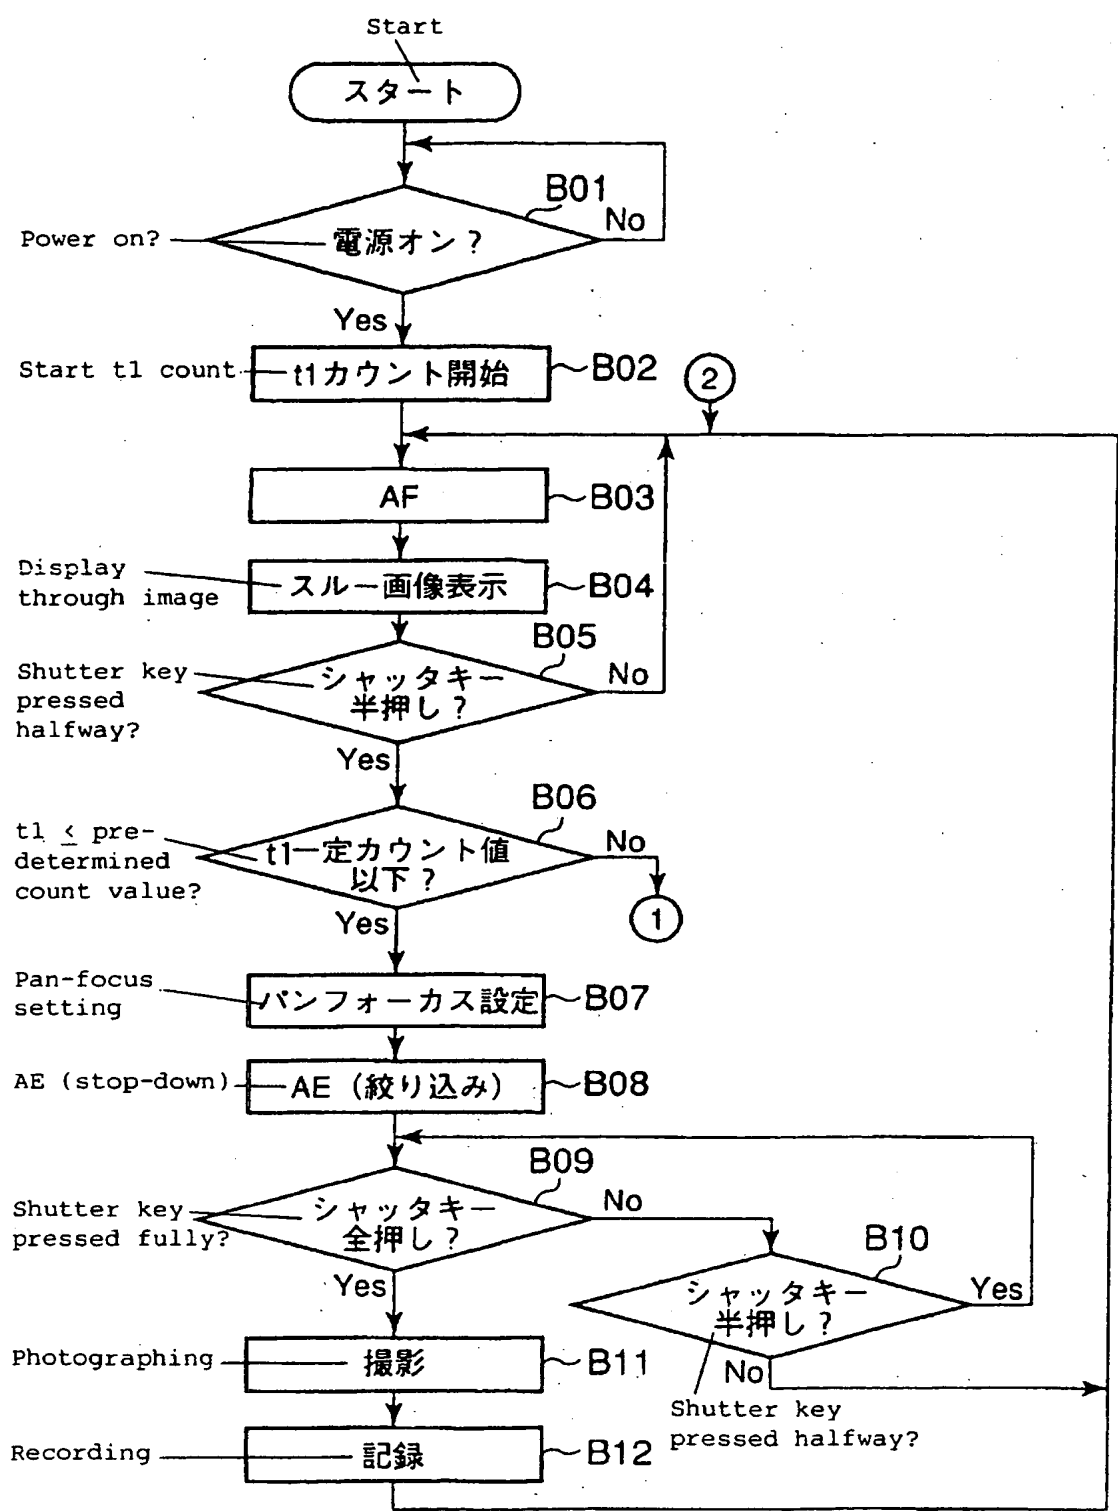 Start
スタート
B01
No
Power on?
電源オン？
Yes
Start t1 count
t1カウント開始
B02
2
AF
B03
Display
through image
スルー画像表示
B04
B05
No
Shutter key
pressed
halfway?
シャッタキー
半押し？
Yes
B06
No
t1 ≤ pre-
determined
count value?
t1一定カウント値
以下？
1
Yes
Pan-focus
setting
パンフォーカス設定
B07
AE (stop-down)
AE（絞り込み）
B08
B09
No
Shutter key
pressed fully?
シャッタキー
全押し？
Yes
B10
シャッタキー
半押し？
Yes
No
Shutter key
pressed halfway?
Photographing
撮影
B11
Recording
記録
B12